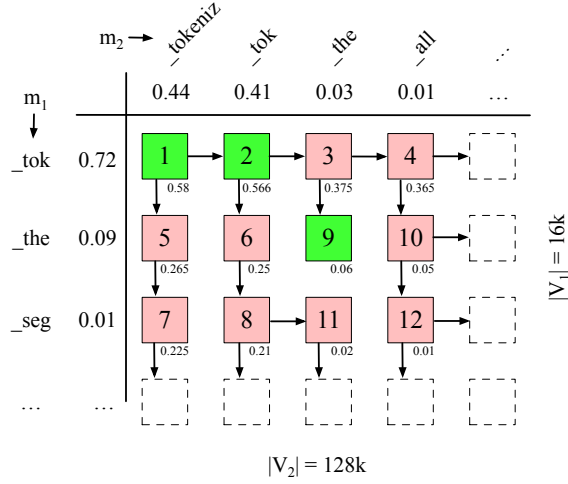 m2 _tokeniz _tok _the _all ...
m1 0.44 0.41 0.03 0.01 ...
_tok 0.72 1 2 3 4
0.58 0.566 0.375 0.365
_the 0.09 5 6 9 10
0.265 0.25 0.06 0.05
_seg 0.01 7 8 11 12
0.225 0.21 0.02 0.01
... ...
|V1| = 16k
|V2| = 128k